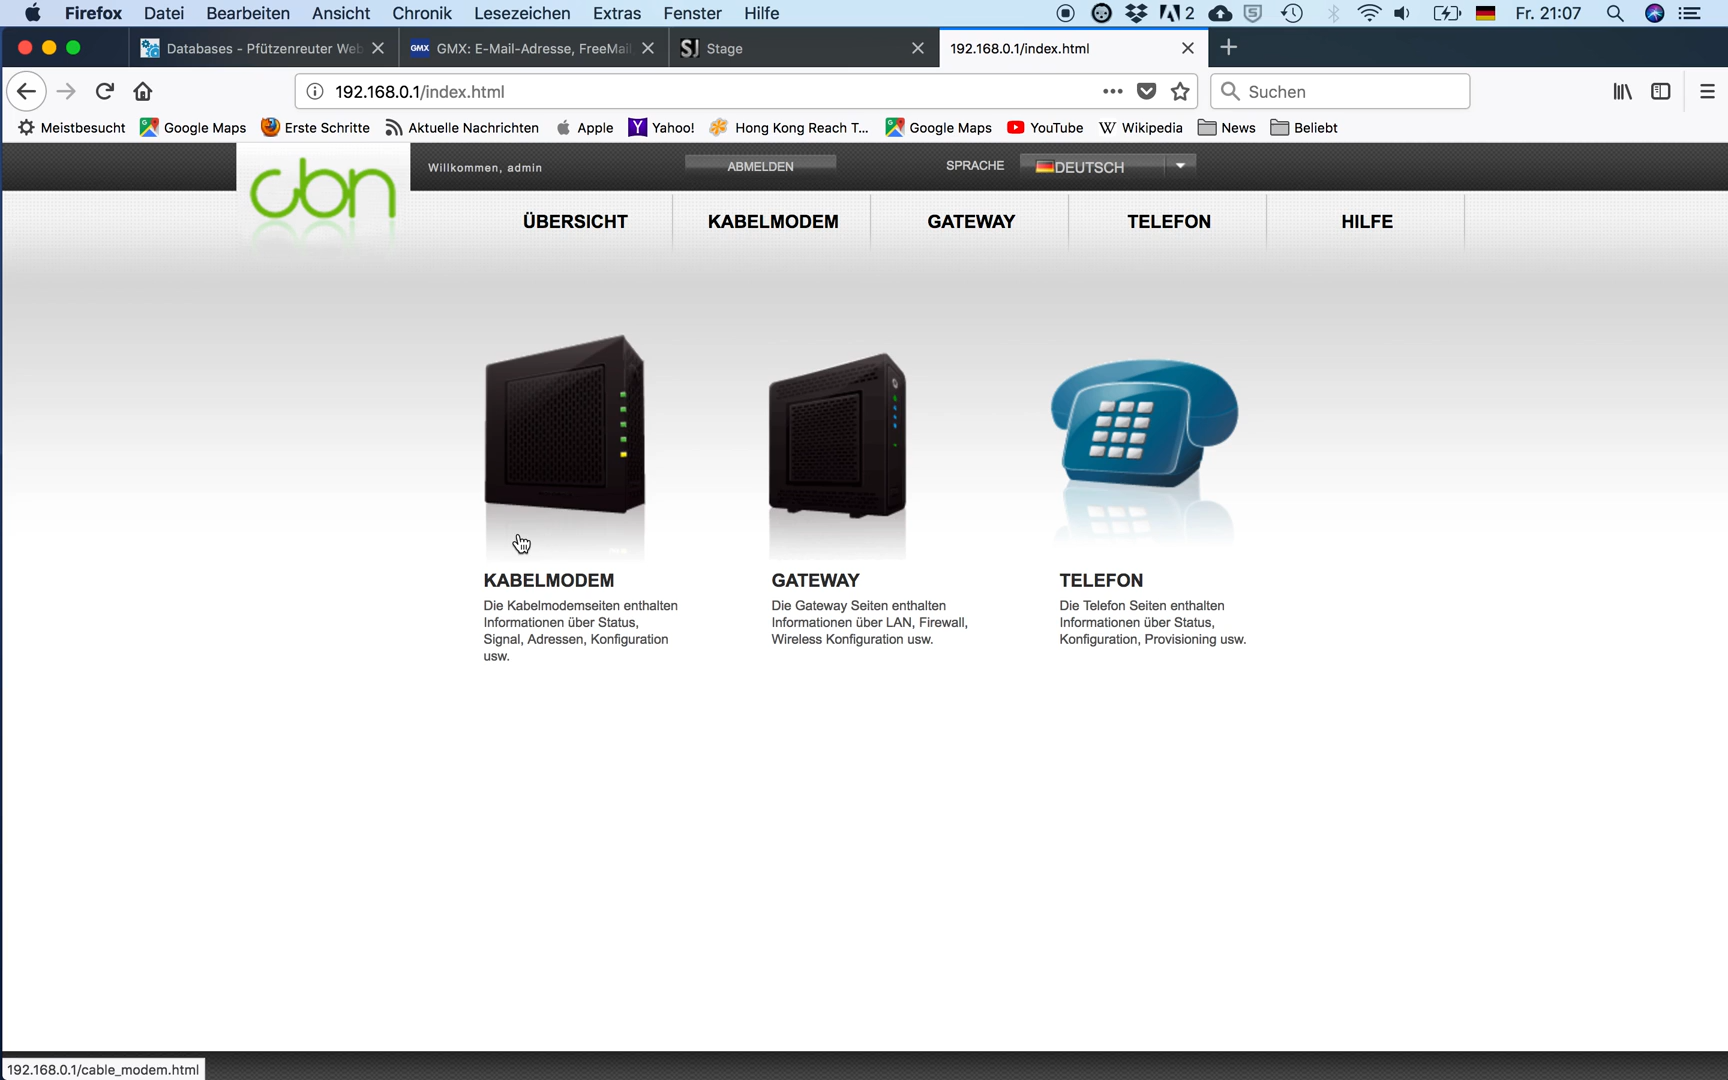 Firefox Datei Bearbeiten Ansicht Chronik Lesezeichen Extras Fenster Hilfe 2 Fr. 21:07
Databases - Pfützenreuter Web GMX GMX: E-Mail-Adresse, FreeMail SJ Stage 192.168.0.1/index.html
192.168.0.1/index.html Suchen
Meistbesucht Google Maps Erste Schritte Aktuelle Nachrichten Apple Yahoo! Hong Kong Reach T... Google Maps YouTube Wikipedia News Beliebt
cbn Willkommen, admin ABMELDEN SPRACHE DEUTSCH
ÜBERSICHT KABELMODEM GATEWAY TELEFON HILFE
KABELMODEM
Die Kabelmodemseiten enthalten
Informationen über Status,
Signal, Adressen, Konfiguration
usw.
GATEWAY
Die Gateway Seiten enthalten
Informationen über LAN, Firewall,
Wireless Konfiguration usw.
TELEFON
Die Telefon Seiten enthalten
Informationen über Status,
Konfiguration, Provisioning usw.
192.168.0.1/cable_modem.html